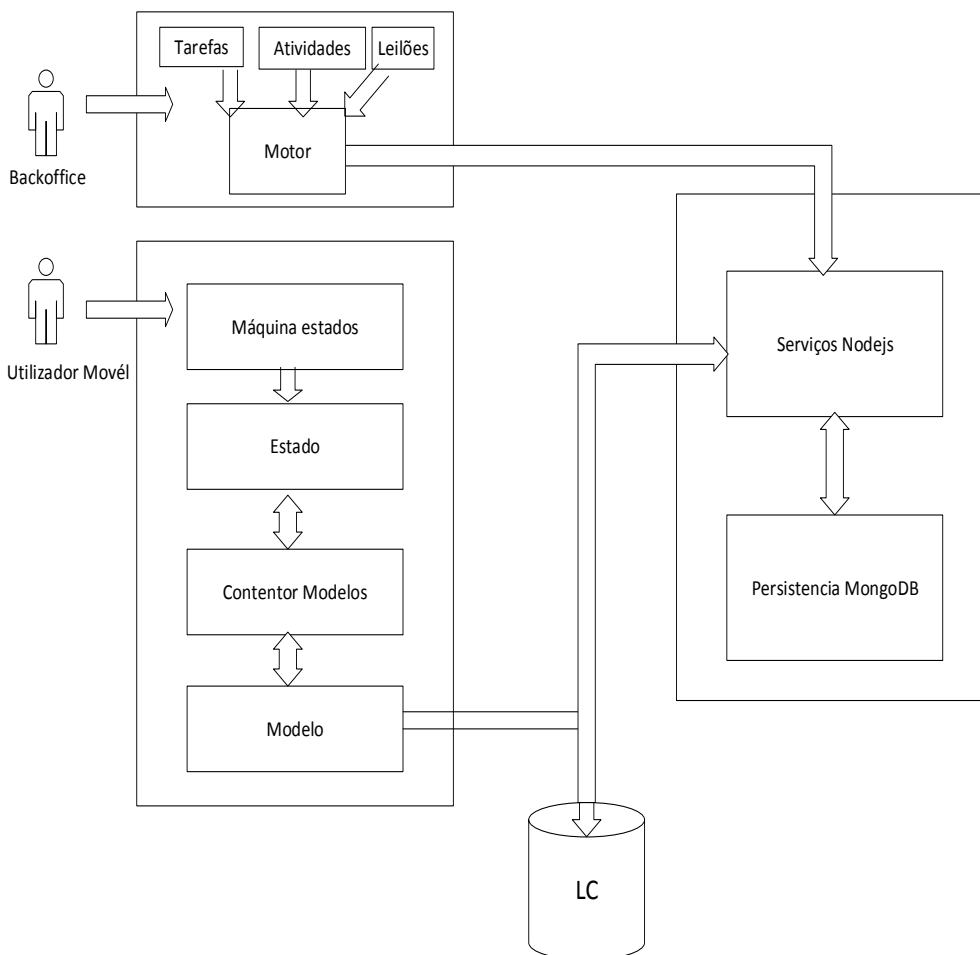 Tarefas
Atividades
Leilões
Motor
Backoffice
Máquina estados
Utilizador Movél
Serviços Nodejs
Estado
Contentor Modelos
Persistencia MongoDB
Modelo
LC